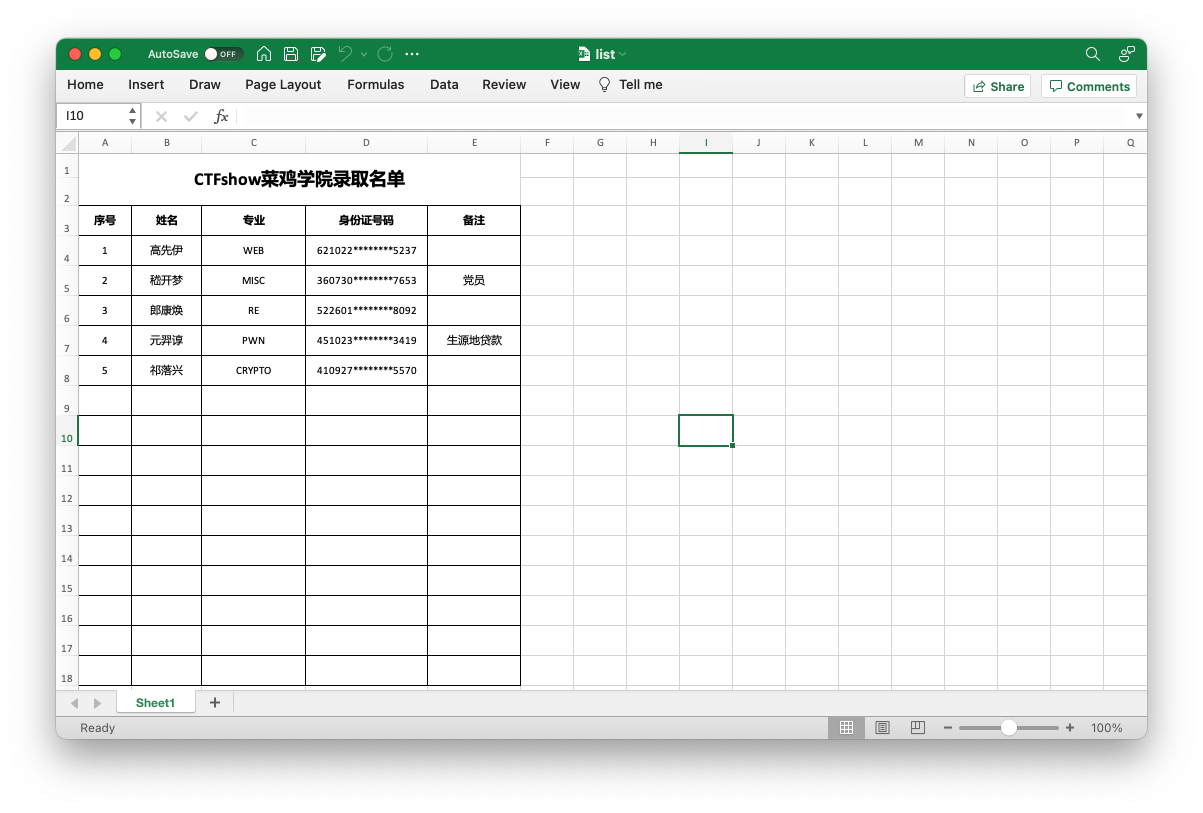 AutoSave OFF list
Home Insert Draw Page Layout Formulas Data Review View Tell me Share Comments
I10 fx
A B C D E F G H I J K L M N O P Q
1 CTFshow菜鸡学院录取名单
2
3 序号 姓名 专业 身份证号码 备注
4 1 高先伊 WEB 621022********5237
5 2 嵇开梦 MISC 360730********7653 党员
6 3 郎康焕 RE 522601********8092
7 4 元羿谆 PWN 451023********3419 生源地贷款
8 5 祁落兴 CRYPTO 410927********5570
9
10
11
12
13
14
15
16
17
18
Sheet1 +
Ready 100%